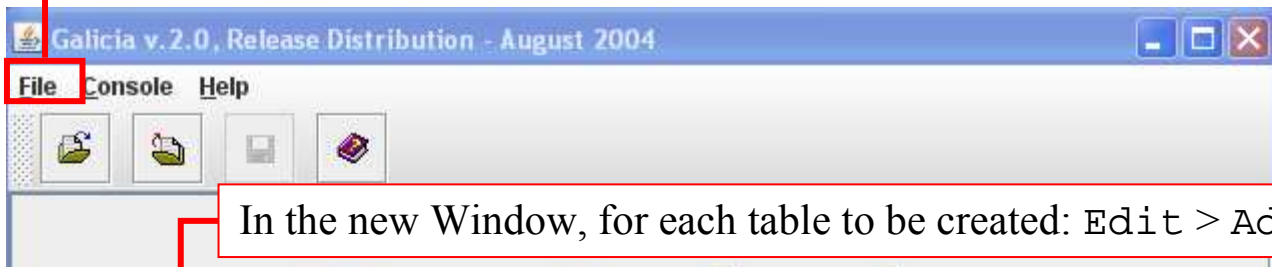 Galicia v.2.0, Release Distribution - August 2004
File Console Help
In the new Window, for each table to be created: Edit >